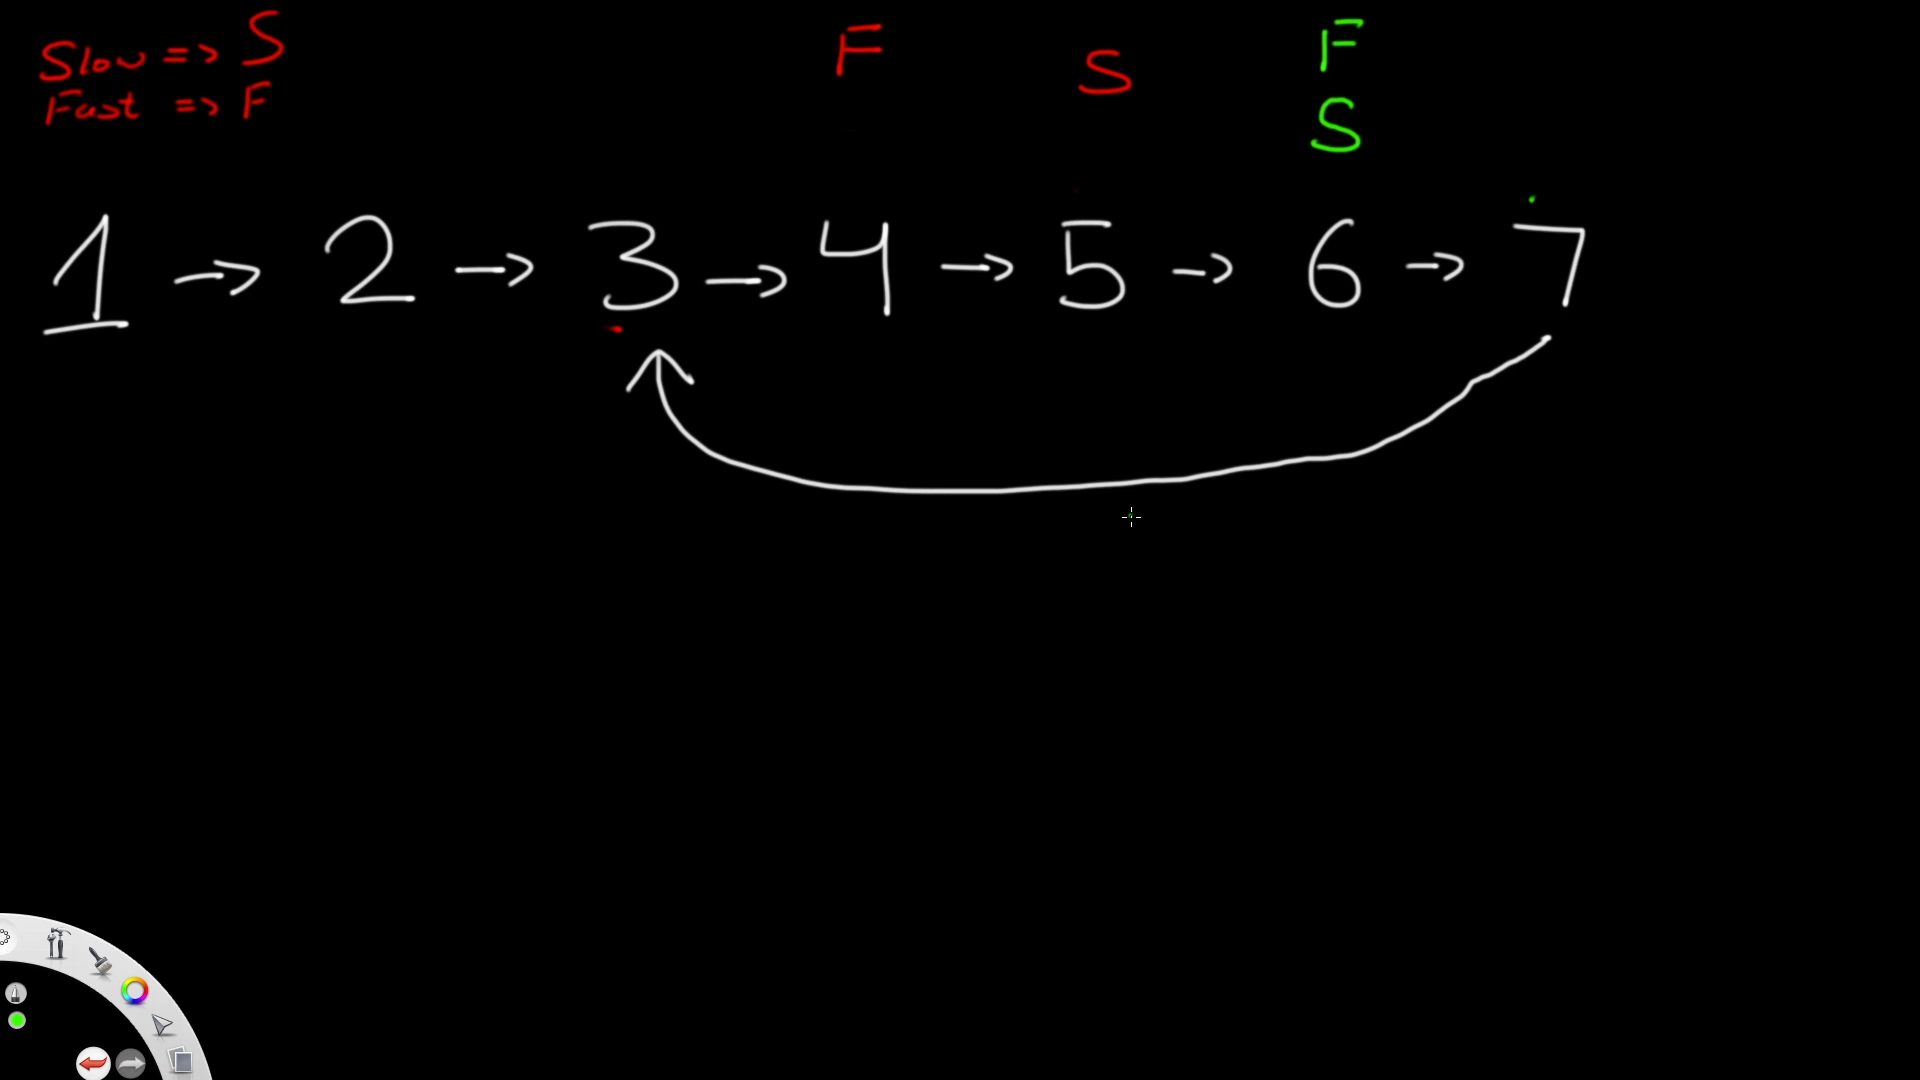 Slow => S
Fast => F
F S F
S
1 -> 2 -> 3 -> 4 -> 5 -> 6 -> 7